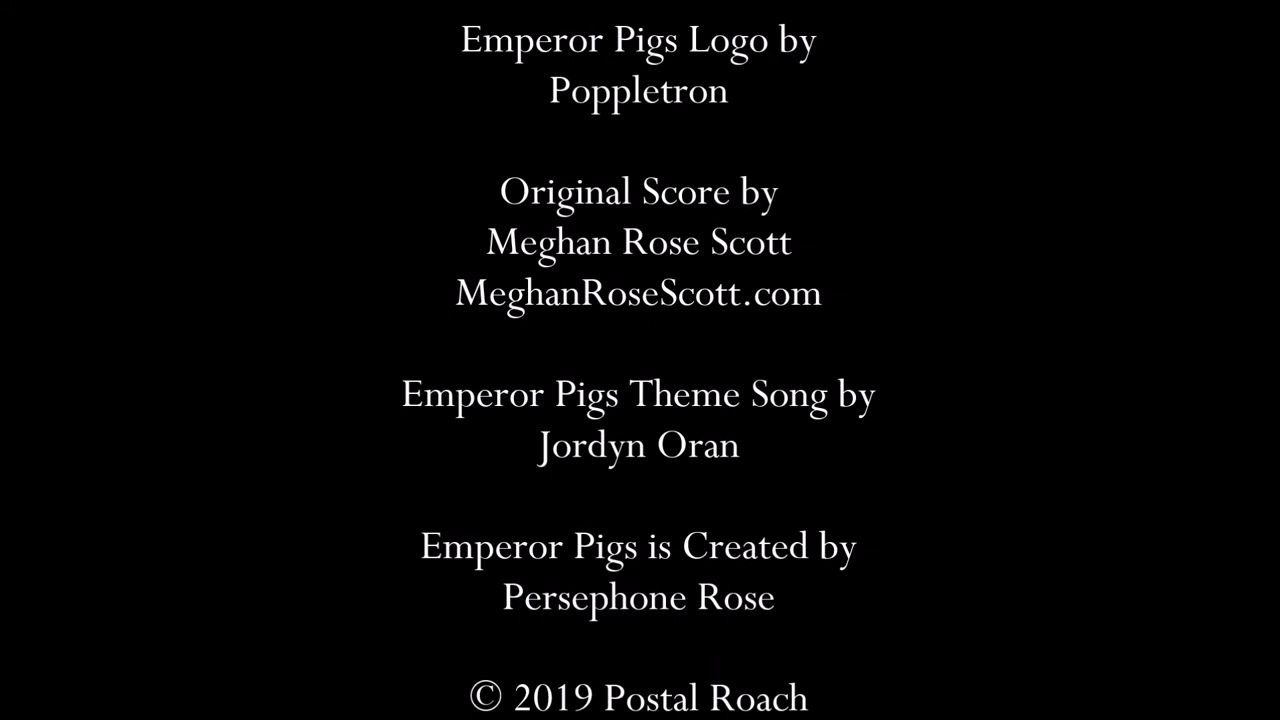 Emperor Pigs Logo by
Poppletron
Original Score by
Meghan Rose Scott
MeghanRoseScott.com
Emperor Pigs Theme Song by
Jordyn Oran
Emperor Pigs is Created by
Persephone Rose
© 2019 Postal Roach